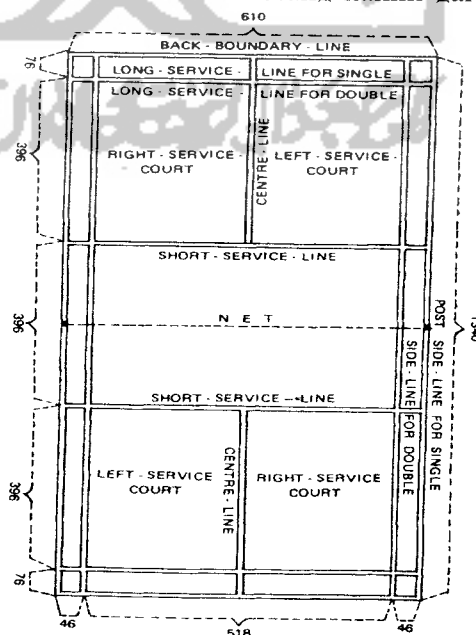 610
BACK - BOUNDARY - LINE
76
LONG - SERVICE - LINE FOR SINGLE
LONG - SERVICE - LINE FOR DOUBLE
396
RIGHT - SERVICE - COURT
CENTRE - LINE
LEFT - SERVICE - COURT
SHORT - SERVICE - LINE
1340
396
N E T
POST
SIDE - LINE FOR SINGLE
SIDE - LINE FOR DOUBLE
SHORT - SERVICE - LINE
396
LEFT - SERVICE COURT
CENTRE - LINE
RIGHT - SERVICE COURT
76
46
518
46